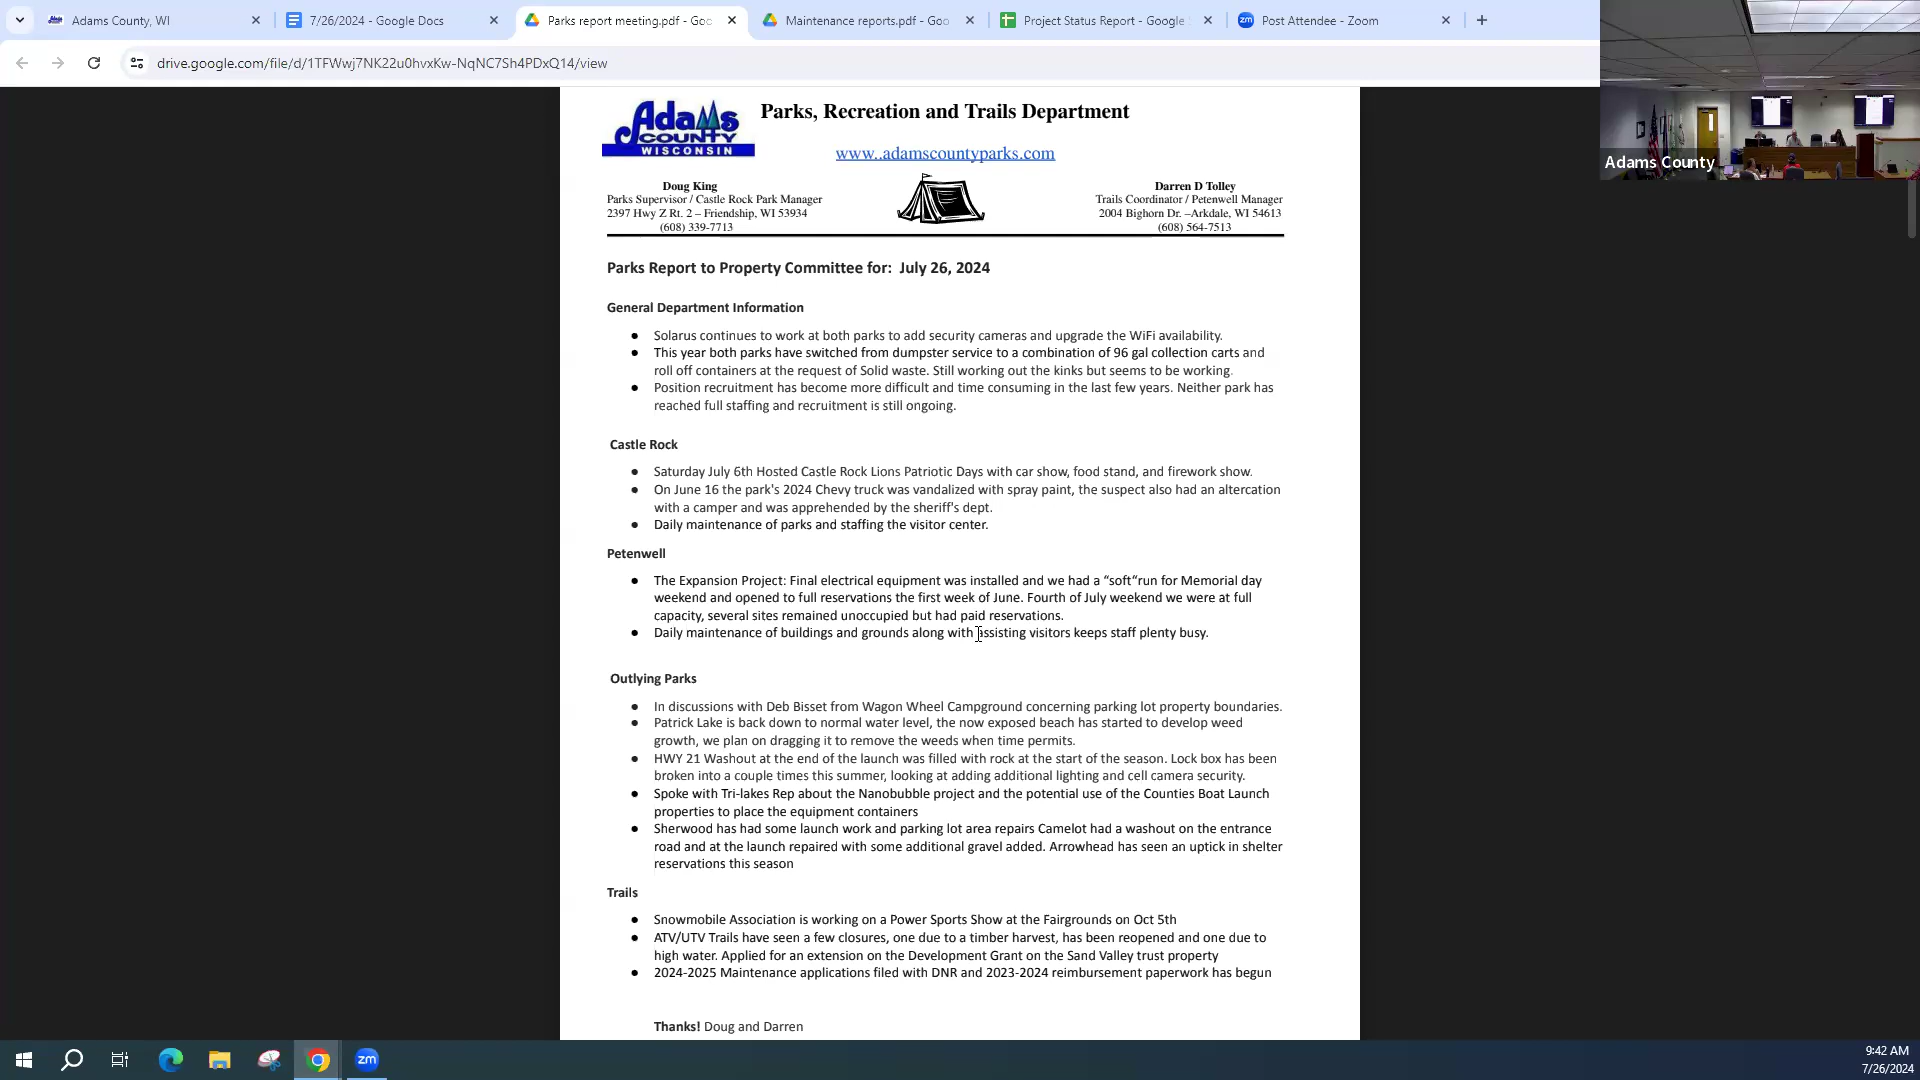 Adams County, WI
7/26/2024 - Google Docs
Parks report meeting.pdf - Goo
Maintenance reports.pdf - Goo
Project Status Report - Google S
zm Post Attendee - Zoom
drive.google.com/file/d/1TFWwj7NK22u0hvxKw-NqNC7Sh4PDxQ14/view
Adams County
Adams
COUNTY
WISCONSIN
Parks, Recreation and Trails Department
www..adamscountyparks.com
Doug King
Parks Supervisor / Castle Rock Park Manager
2397 Hwy Z Rt. 2 – Friendship, WI 53934
(608) 339-7713
Darren D Tolley
Trails Coordinator / Petenwell Manager
2004 Bighorn Dr. –Arkdale, WI 54613
(608) 564-7513
Parks Report to Property Committee for: July 26, 2024
General Department Information
● Solarus continues to work at both parks to add security cameras and upgrade the WiFi availability.
● This year both parks have switched from dumpster service to a combination of 96 gal collection carts and
roll off containers at the request of Solid waste. Still working out the kinks but seems to be working.
● Position recruitment has become more difficult and time consuming in the last few years. Neither park has
reached full staffing and recruitment is still ongoing.
Castle Rock
● Saturday July 6th Hosted Castle Rock Lions Patriotic Days with car show, food stand, and firework show.
● On June 16 the park's 2024 Chevy truck was vandalized with spray paint, the suspect also had an altercation
with a camper and was apprehended by the sheriff's dept.
● Daily maintenance of parks and staffing the visitor center.
Petenwell
● The Expansion Project: Final electrical equipment was installed and we had a “soft“run for Memorial day
weekend and opened to full reservations the first week of June. Fourth of July weekend we were at full
capacity, several sites remained unoccupied but had paid reservations.
● Daily maintenance of buildings and grounds along with assisting visitors keeps staff plenty busy.
Outlying Parks
● In discussions with Deb Bisset from Wagon Wheel Campground concerning parking lot property boundaries.
● Patrick Lake is back down to normal water level, the now exposed beach has started to develop weed
growth, we plan on dragging it to remove the weeds when time permits.
● HWY 21 Washout at the end of the launch was filled with rock at the start of the season. Lock box has been
broken into a couple times this summer, looking at adding additional lighting and cell camera security.
● Spoke with Tri-lakes Rep about the Nanobubble project and the potential use of the Counties Boat Launch
properties to place the equipment containers
● Sherwood has had some launch work and parking lot area repairs Camelot had a washout on the entrance
road and at the launch repaired with some additional gravel added. Arrowhead has seen an uptick in shelter
reservations this season
Trails
● Snowmobile Association is working on a Power Sports Show at the Fairgrounds on Oct 5th
● ATV/UTV Trails have seen a few closures, one due to a timber harvest, has been reopened and one due to
high water. Applied for an extension on the Development Grant on the Sand Valley trust property
● 2024-2025 Maintenance applications filed with DNR and 2023-2024 reimbursement paperwork has begun
Thanks! Doug and Darren
zm
9:42 AM
7/26/2024